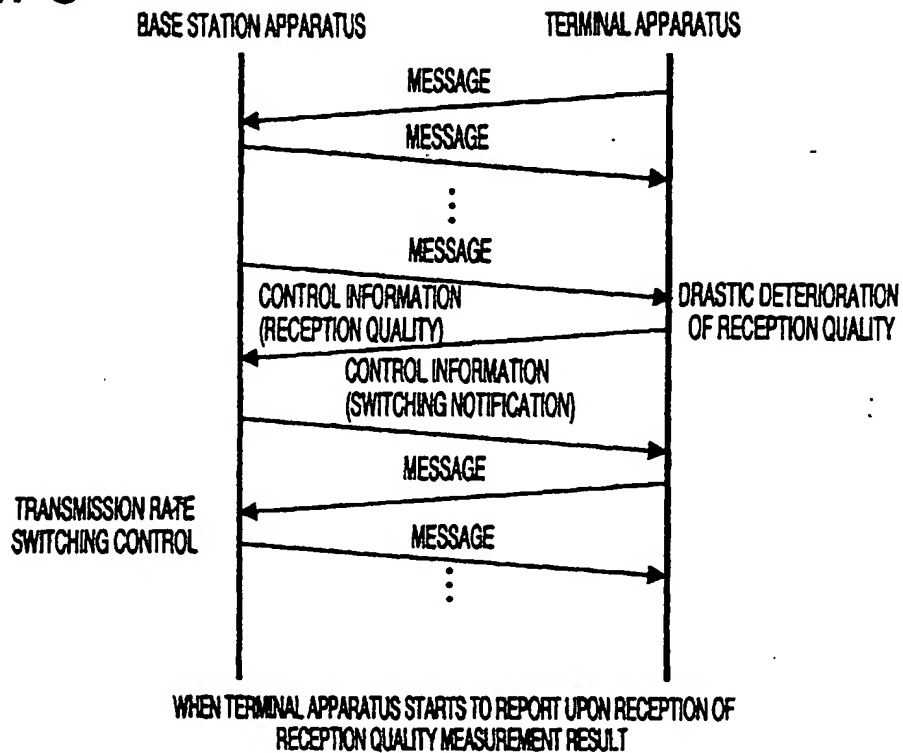 BASE STATION APPARATUS
TERMINAL APPARATUS
MESSAGE
MESSAGE
MESSAGE
CONTROL INFORMATION
(RECEPTION QUALITY)
DRASTIC DETERIORATION
OF RECEPTION QUALITY
CONTROL INFORMATION
(SWITCHING NOTIFICATION)
MESSAGE
TRANSMISSION RATE
SWITCHING CONTROL
MESSAGE
WHEN TERMINAL APPARATUS STARTS TO REPORT UPON RECEPTION OF
RECEPTION QUALITY MEASUREMENT RESULT